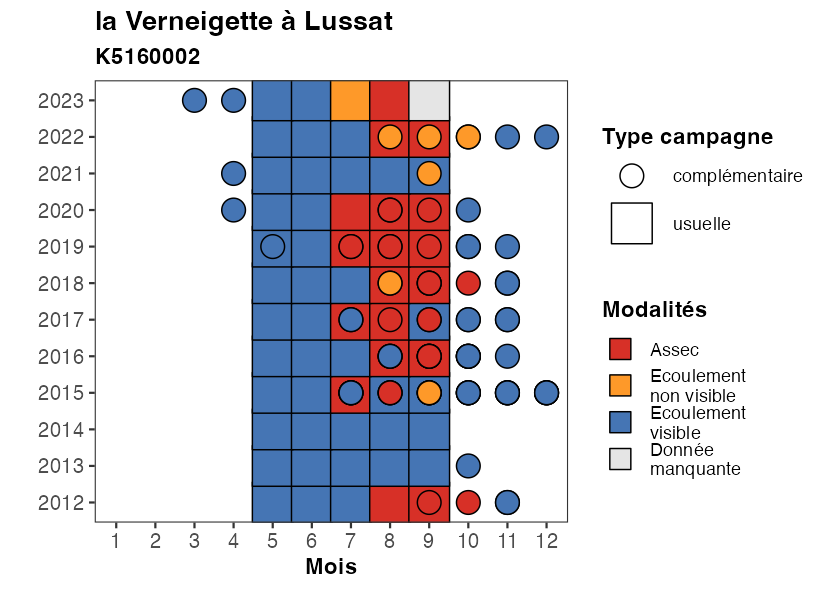 la Verneigette à Lussat
K5160002
2023
2022
2021
2020
2019
2018
2017
2016
2015
2014
2013
2012
1 2 3 4 5 6 7 8 9 10 11 12
Mois
Type campagne
complémentaire
usuelle
Modalités
Assec
Ecoulement
non visible
Ecoulement
visible
Donnée
manquante